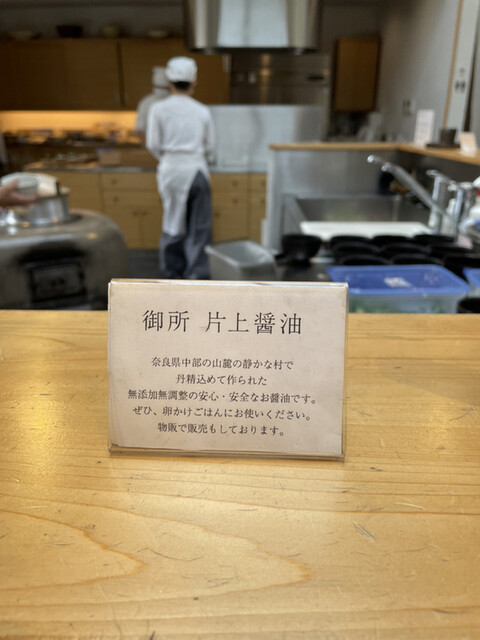 御所 片上醤油
奈良県中部の山麓の静かな村で
丹精込めて作られた
無添加無調整の安心・安全なお醤油です。
ぜひ、卵かけごはんにお使いください。
物販で販売もしております。